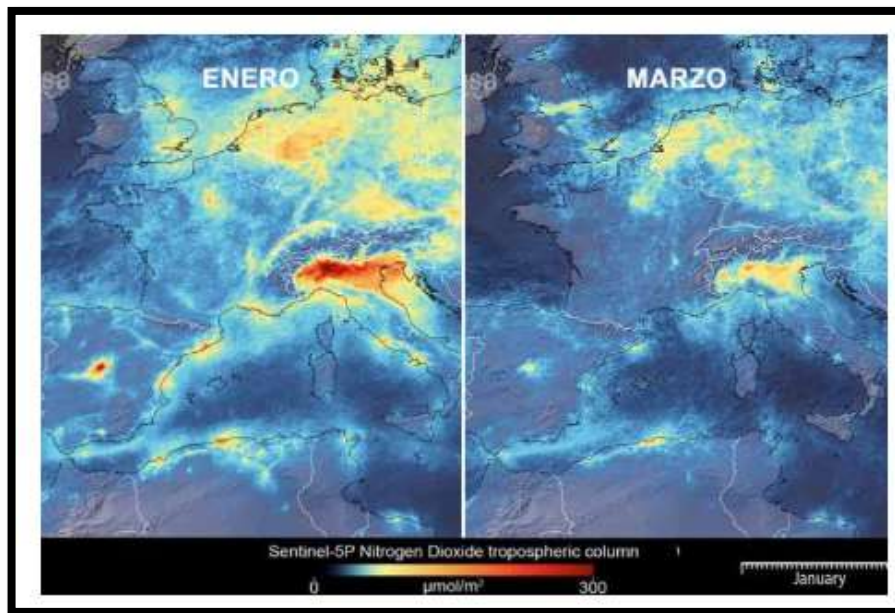 ENERO
MARZO
Sentinel-5P Nitrogen Dioxide tropospheric column
0
µmol/m²
300
January